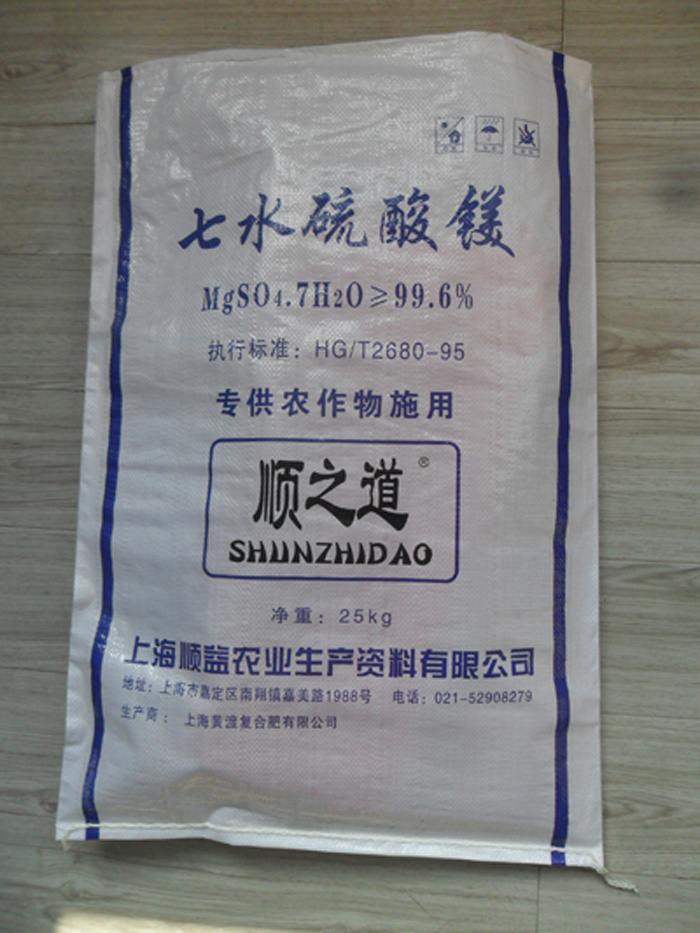 七水硫酸镁
MgSO4.7H2O≥99.6%
执行标准：HG/T2680-95
专供农作物施用
顺之道®
SHUNZHIDAO
净重：25kg
上海顺益农业生产资料有限公司
地址：上海市嘉定区南翔镇嘉美路1988号 电话：021-52908279
生产商：上海黄渡复合肥有限公司